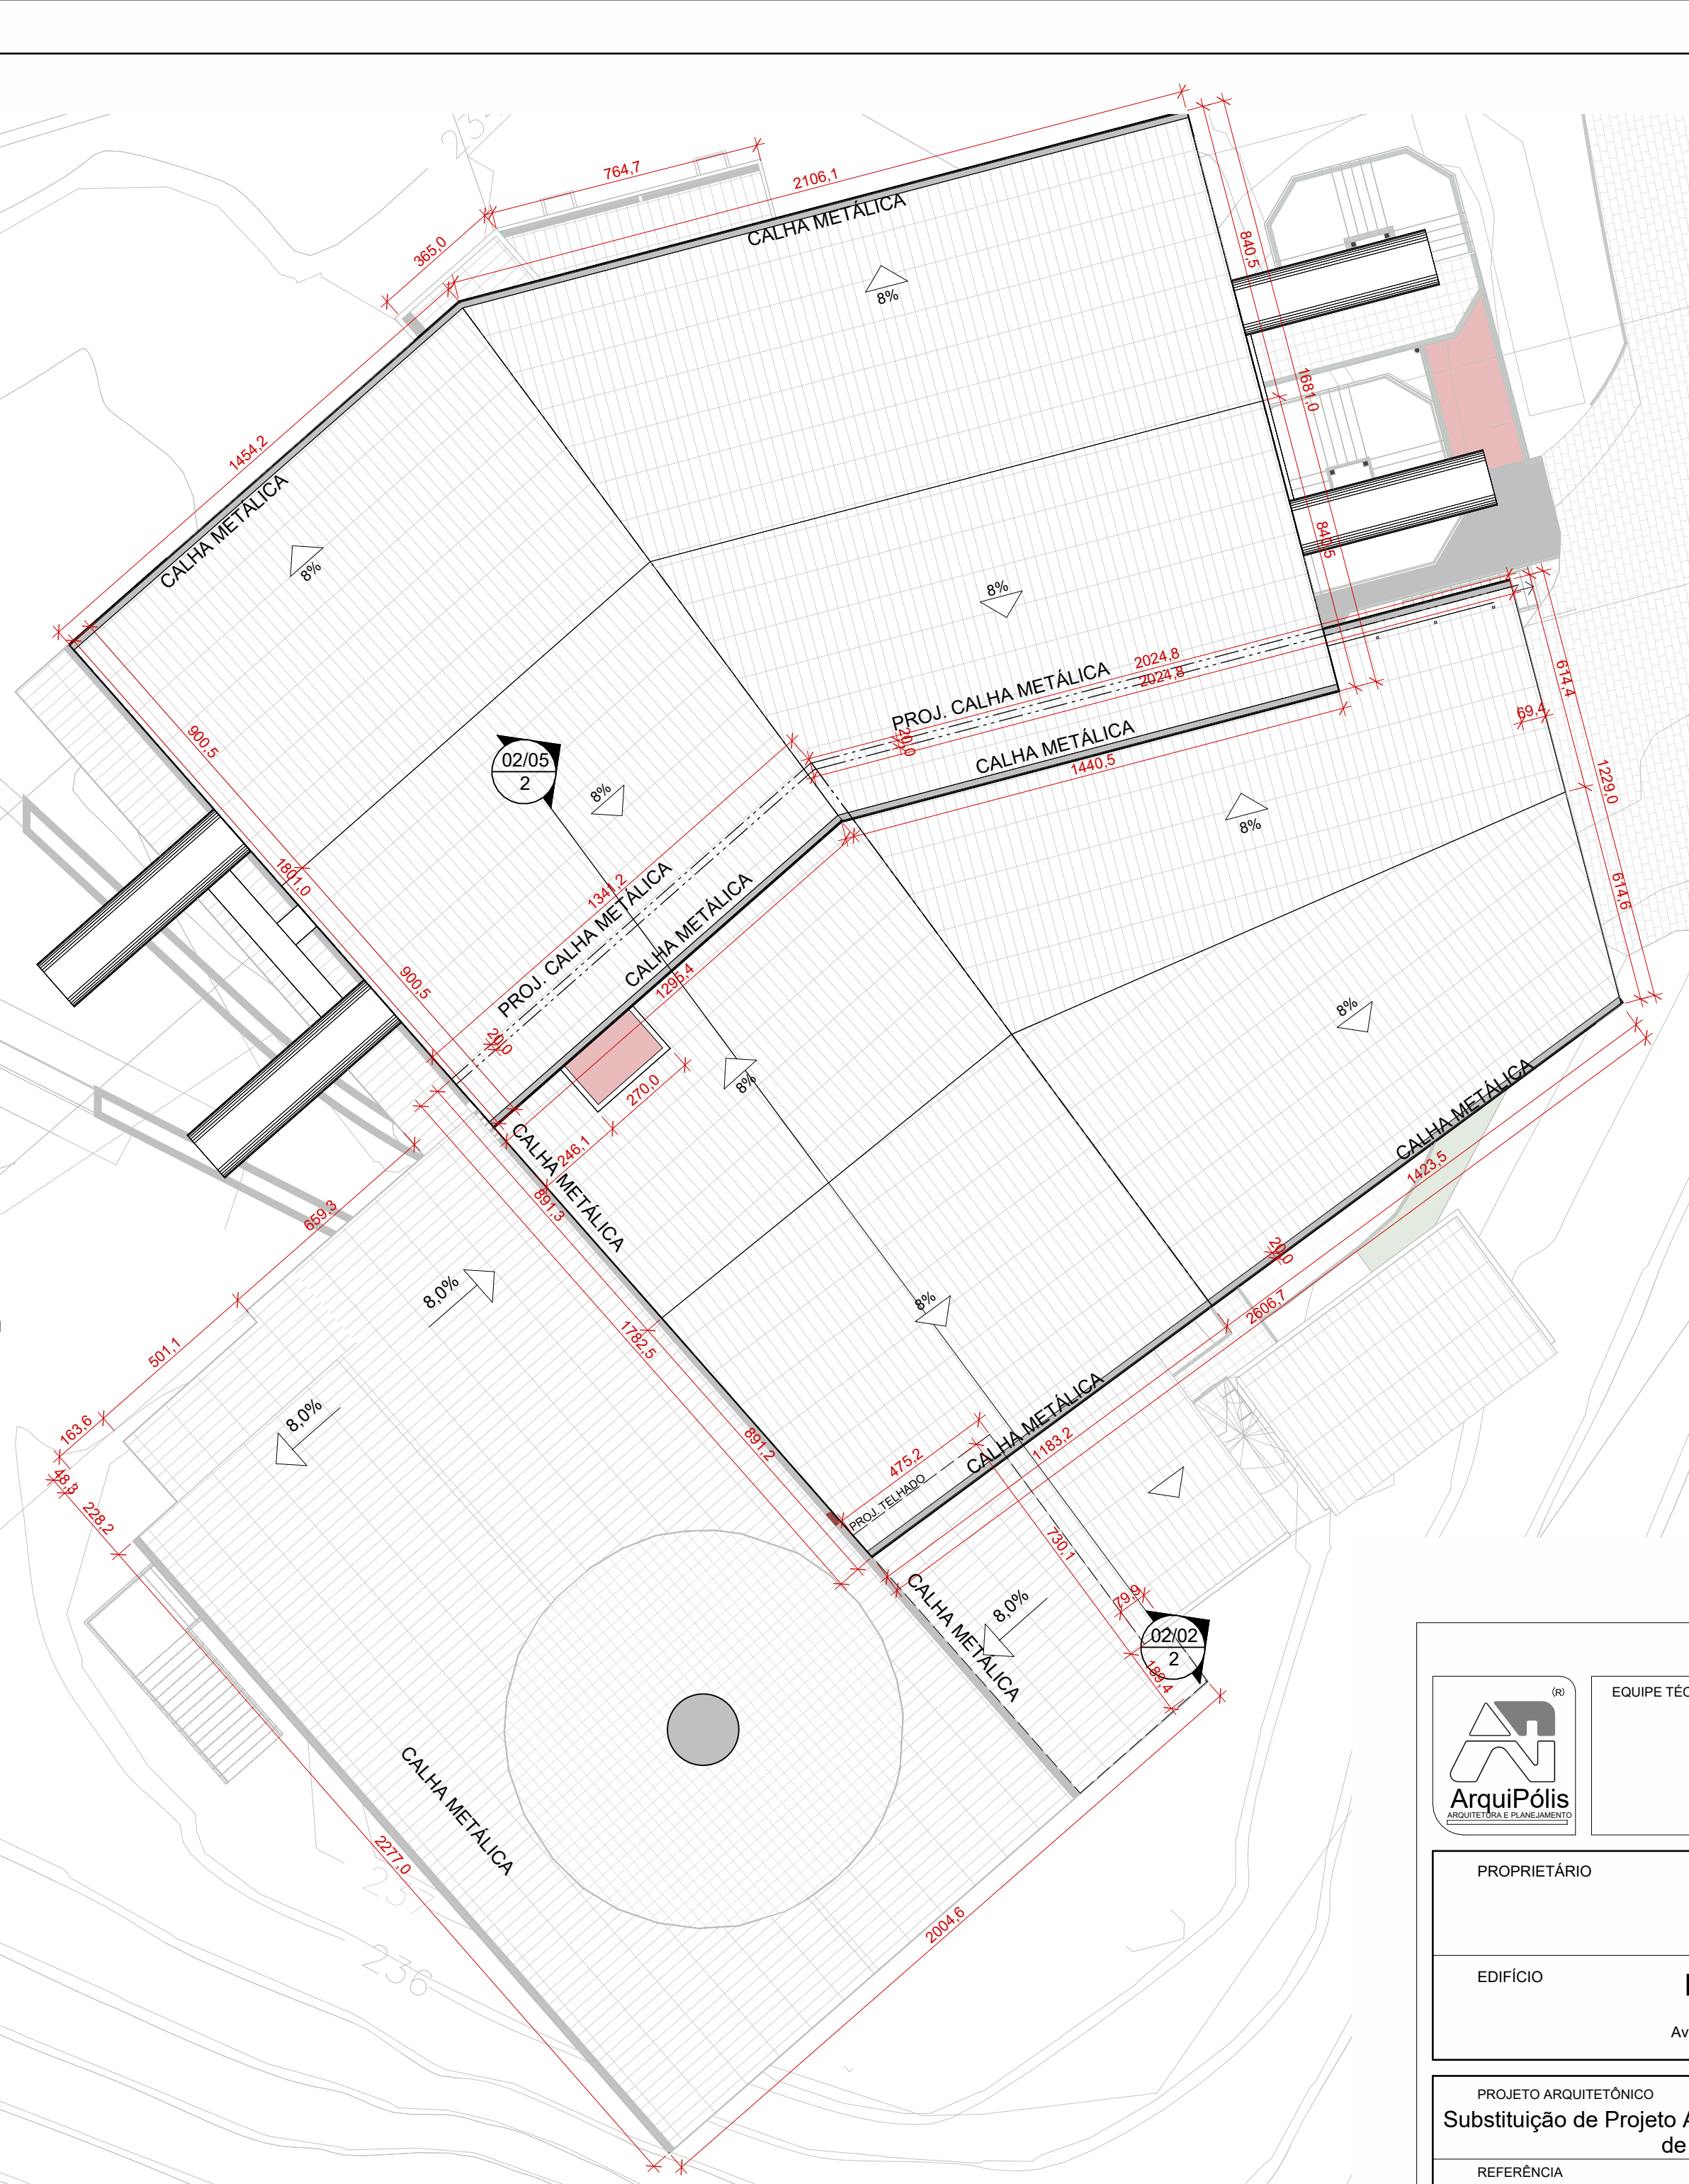 764,7
2106,1
CALHA METÁLICA
365,0
8%
840,5
1454,2
CALHA METÁLICA
8%
1681,0
840,5
8%
2024,8
PROJ. CALHA METÁLICA
2024,8
20,0
CALHA METÁLICA
1440,5
614,4
69,4
1229,0
614,6
900,5
02/05
2
8%
8%
1801,0
1341,2
PROJ. CALHA METÁLICA
CALHA METÁLICA
1295,4
900,5
20,0
8%
8%
270,0
246,1
CALHA METÁLICA
891,3
CALHA METÁLICA
1423,5
659,3
20,0
8,0%
8%
2606,7
501,1
1782,5
8,0%
CALHA METÁLICA
1183,2
163,6
48,8
228,2
891,2
475,2
PROJ. TELHADO
730,1
79,9
CALHA METÁLICA
8,0%
02/02
2
189,4
CALHA METÁLICA
2277,0
237
236
2004,6
(R)
ArquiPólis
ARQUITETURA E PLANEJAMENTO
EQUIPE TÉC
PROPRIETÁRIO
EDIFÍCIO
Av
PROJETO ARQUITETÔNICO
Substituição de Projeto A
de
REFERÊNCIA